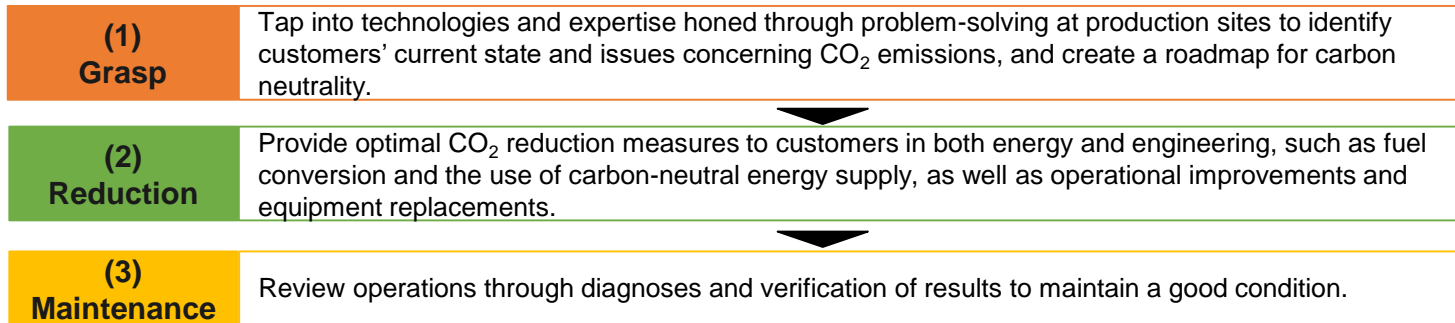 (1)
Grasp
Tap into technologies and expertise honed through problem-solving at production sites to identify
customers’ current state and issues concerning CO₂ emissions, and create a roadmap for carbon
neutrality.
(2)
Reduction
Provide optimal CO₂ reduction measures to customers in both energy and engineering, such as fuel
conversion and the use of carbon-neutral energy supply, as well as operational improvements and
equipment replacements.
(3)
Maintenance
Review operations through diagnoses and verification of results to maintain a good condition.